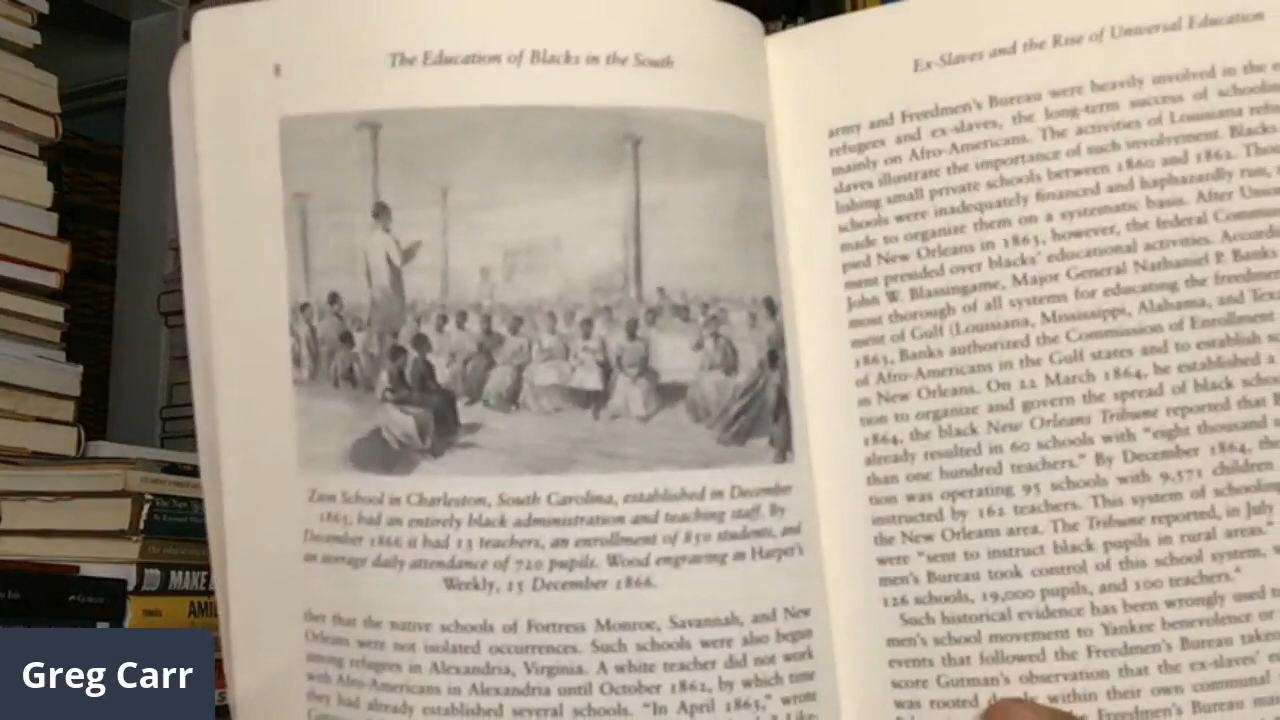 8
The Education of Blacks in the South
Zion School in Charleston, South Carolina, established in December
1865, had an entirely black administration and teaching staff. By
December 1866 it had 13 teachers, an enrollment of 850 students, and
an average daily attendance of 720 pupils. Wood engraving in Harper's
Weekly, 15 December 1866.
ther that the native schools of Fortress Monroe, Savannah, and New
Orleans were not isolated occurrences. Such schools were also begun
among refugees in Alexandria, Virginia. A white teacher did not work
with Afro-Americans in Alexandria until October 1862, by which time
they had already established several schools. "In April 1863," wrote
Ex-Slaves and the Rise of Universal Education
army and Freedmen's Bureau were heavily involved in the
refugees and ex-slaves, the long-term success of
mainly on Afro-Americans. The activities of Louisiana
slaves illustrate the importance of such involvement. Blacks
lishing small private schools between 1860 and 1862.
schools were inadequately financed and haphazardly run,
made to organize them on a systematic basis. After
pied New Orleans in 1863, however, the federal
ment presided over blacks' educational activities.
John W. Blassingame, Major General Nathaniel P. Banks
most thorough of all systems for educating the freedmen
ment of Gulf (Louisiana, Mississippi, Alabama, and
1863, Banks authorized the Commission of Enrollment
of Afro-Americans in the Gulf states and to establish
in New Orleans. On 22 March 1864, he established a
tion to organize and govern the spread of black
1864, the black New Orleans Tribune reported that
already resulted in 60 schools with "eight thousand
than one hundred teachers." By December 1864, the
tion was operating 95 schools with 9,571 children
instructed by 162 teachers. This system of
the New Orleans area. The Tribune reported, in July
were "sent to instruct black pupils in rural areas."
men's Bureau took control of this school system,
126 schools, 19,000 pupils, and 100 teachers.
Such historical evidence has been wrongly used
men's school movement to Yankee benevolence or
events that followed the Freedmen's Bureau
score Gutman's observation that the ex-slaves'
was rooted deeply within their own communal
Freedmen's Bureau
MAKE
AMI
Greg Carr